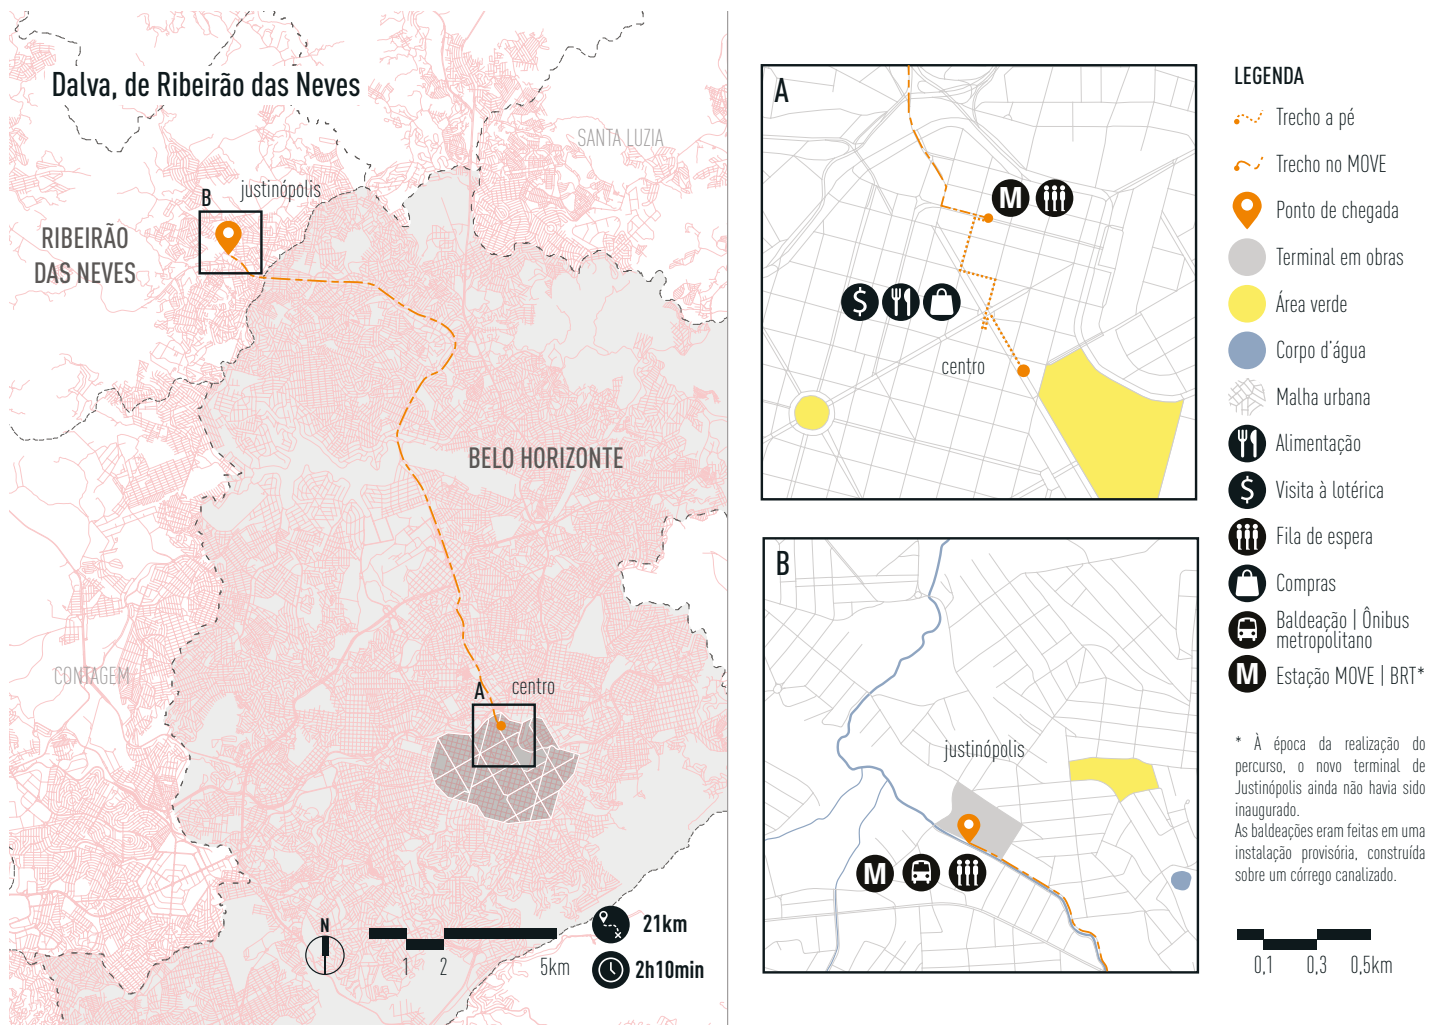 Dalva, de Ribeirão das Neves
SANTA LUZIA
B
justinópolis
RIBEIRÃO
DAS NEVES
BELO HORIZONTE
CONTAGEM
A
centro
N
1
2
5km
21km
2h10min
A
M
$
centro
B
justinópolis
M
LEGENDA
Trecho a pé
Trecho no MOVE
Ponto de chegada
Terminal em obras
Área verde
Corpo d'água
Malha urbana
Alimentação
$
Visita à lotérica
Fila de espera
Compras
Baldeação | Ônibus
metropolitano
M
Estação MOVE | BRT*
* À época da realização do
percurso, o novo terminal de
Justinópolis ainda não havia sido
inaugurado.
As baldeações eram feitas em uma
instalação provisória, construída
sobre um córrego canalizado.
0,1
0,3
0,5km